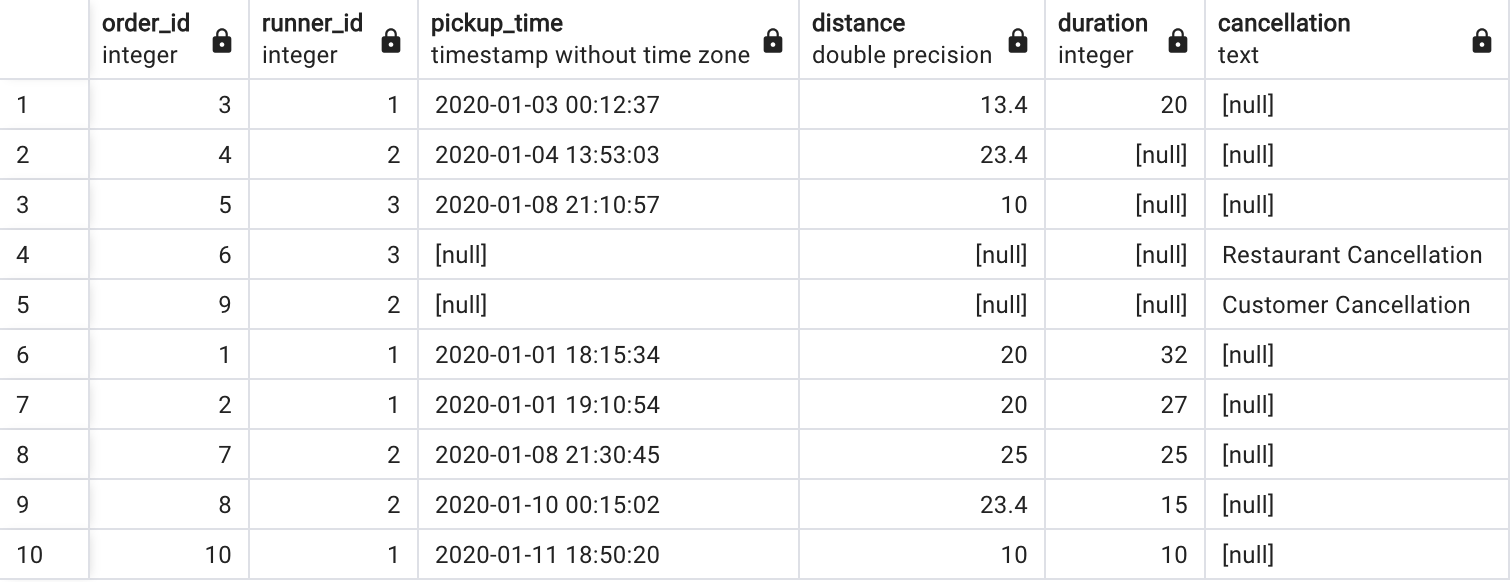 order_id runner_id pickup_time distance duration cancellation
integer integer timestamp without time zone double precision integer text
1 3 1 2020-01-03 00:12:37 13.4 20 [null]
2 4 2 2020-01-04 13:53:03 23.4 [null] [null]
3 5 3 2020-01-08 21:10:57 10 [null] [null]
4 6 3 [null] [null] [null] Restaurant Cancellation
5 9 2 [null] [null] [null] Customer Cancellation
6 1 1 2020-01-01 18:15:34 20 32 [null]
7 2 1 2020-01-01 19:10:54 20 27 [null]
8 7 2 2020-01-08 21:30:45 25 25 [null]
9 8 2 2020-01-10 00:15:02 23.4 15 [null]
10 10 1 2020-01-11 18:50:20 10 10 [null]